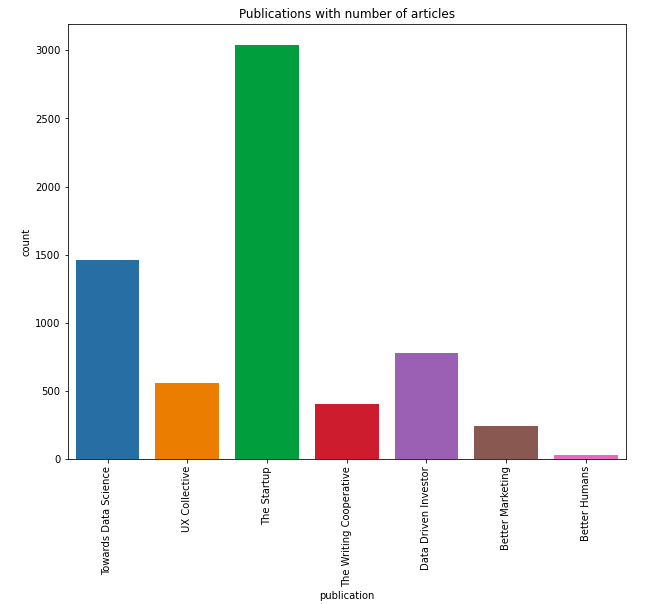 Publications with number of articles
3000
2500
2000
1500
1000
500
0
count
Towards Data Science
UX Collective
The Startup
The Writing Cooperative
Data Driven Investor
Better Marketing
Better Humans
publication